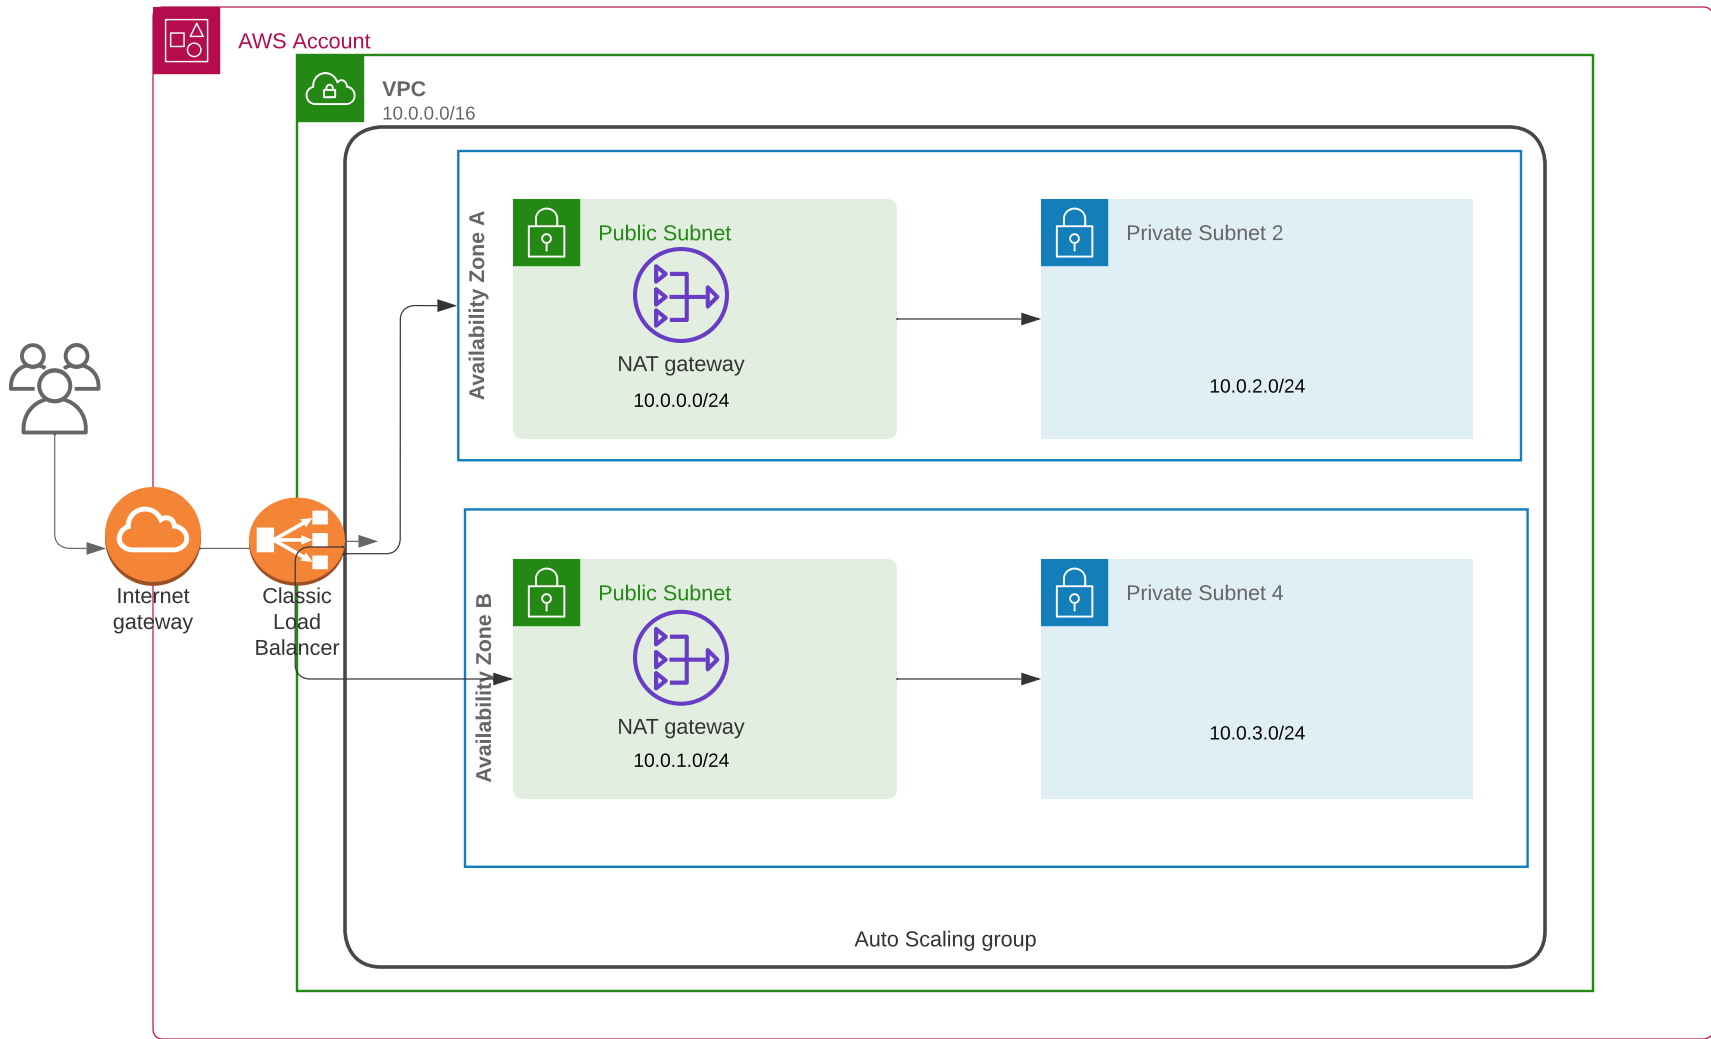 AWS Account
VPC
10.0.0.0/16
Availability Zone A
Public Subnet
NAT gateway
10.0.0.0/24
Private Subnet 2
10.0.2.0/24
Internet
gateway
Classic
Load
Balancer
Availability Zone B
Public Subnet
NAT gateway
10.0.1.0/24
Private Subnet 4
10.0.3.0/24
Auto Scaling group